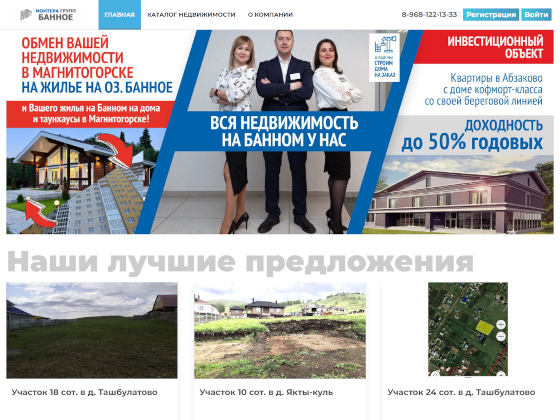 МОНТЕРА ГРУПП
БАННОЕ
ГЛАВНАЯ
КАТАЛОГ НЕДВИЖИМОСТИ
О КОМПАНИИ
8-968-122-13-33
Регистрация
Войти
ОБМЕН ВАШЕЙ
НЕДВИЖИМОСТИ
В МАГНИТОГОРСКЕ
НА ЖИЛЬЕ НА ОЗ. БАННОЕ
и Вашего жилья на Банном на дома
и таунхаусы в Магнитогорске!
А ЕЩЕ МЫ
СТРОИМ
ДОМА
НА ЗАКАЗ
ВСЯ НЕДВИЖИМОСТЬ
НА БАННОМ У НАС
ИНВЕСТИЦИОННЫЙ
ОБЪЕКТ
Квартиры в Абзаково
с доме кофморт-класса
со своей береговой линией
ДОХОДНОСТЬ
до 50% годовых
Наши лучшие предложения
Участок 18 сот. в д. Ташбулатово
Участок 10 сот. в д. Якты-куль
Участок 24 сот. в д. Ташбулатово